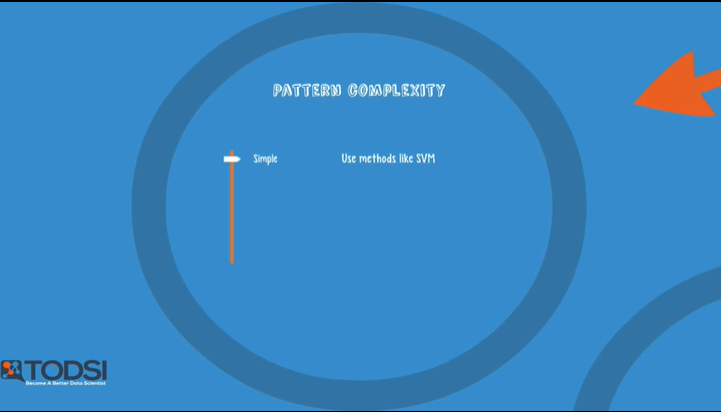 PATTERN COMPLEXITY
Simple Use methods like SVM
TODSI
Become A Better Data Scientist